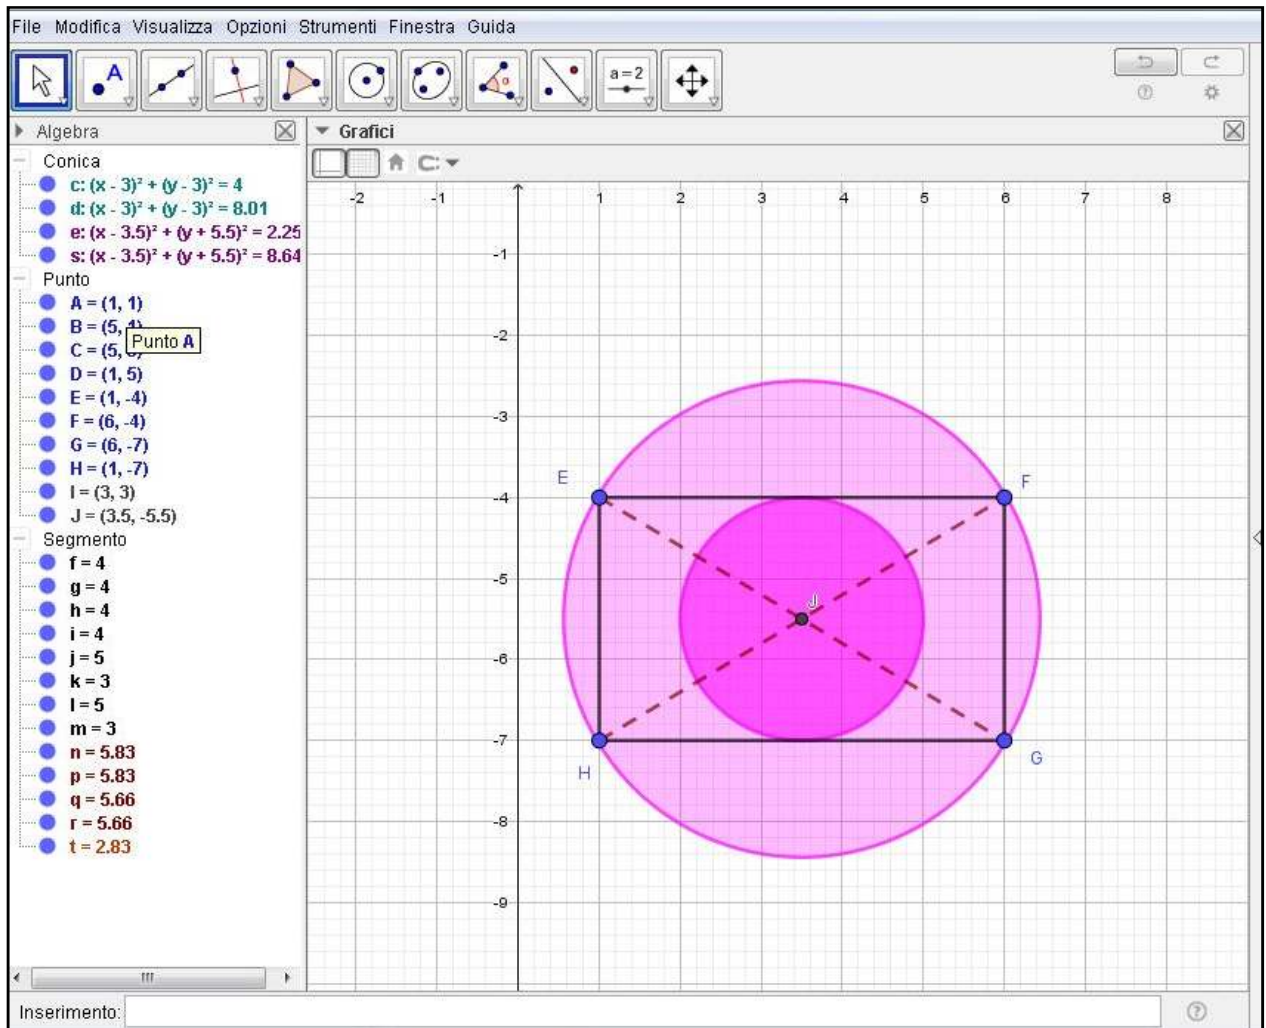 File Modifica Visualizza Opzioni Strumenti Finestra Guida
A
α
a = 2
Algebra
Grafici
Conica
c: (x - 3)² + (y - 3)² = 4
d: (x - 3)² + (y - 3)² = 8.01
e: (x - 3.5)² + (y + 5.5)² = 2.25
s: (x - 3.5)² + (y + 5.5)² = 8.64
Punto
A = (1, 1)
B = (5, 1)
Punto A
C = (5,
D = (1, 5)
E = (1, -4)
F = (6, -4)
G = (6, -7)
H = (1, -7)
I = (3, 3)
J = (3.5, -5.5)
Segmento
f = 4
g = 4
h = 4
i = 4
j = 5
k = 3
l = 5
m = 3
n = 5.83
p = 5.83
q = 5.66
r = 5.66
t = 2.83
-2 -1 1 2 3 4 5 6 7 8
-1
-2
-3
-4
-5
-6
-7
-8
-9
E
F
J
H
G
Inserimento: